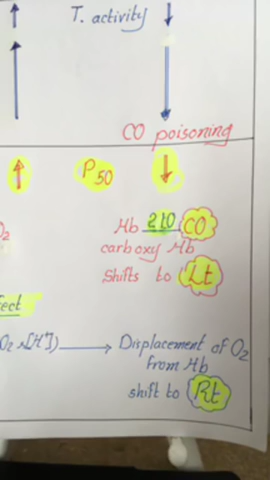 ↑ T. activity ↓
CO poisoning
↑ P50 ↓
O2
Hb 210 CO
carboxy Hb
Shifts to Lt
fect
O2 [H+]) → Displacement of O2
from Hb
shift to Rt